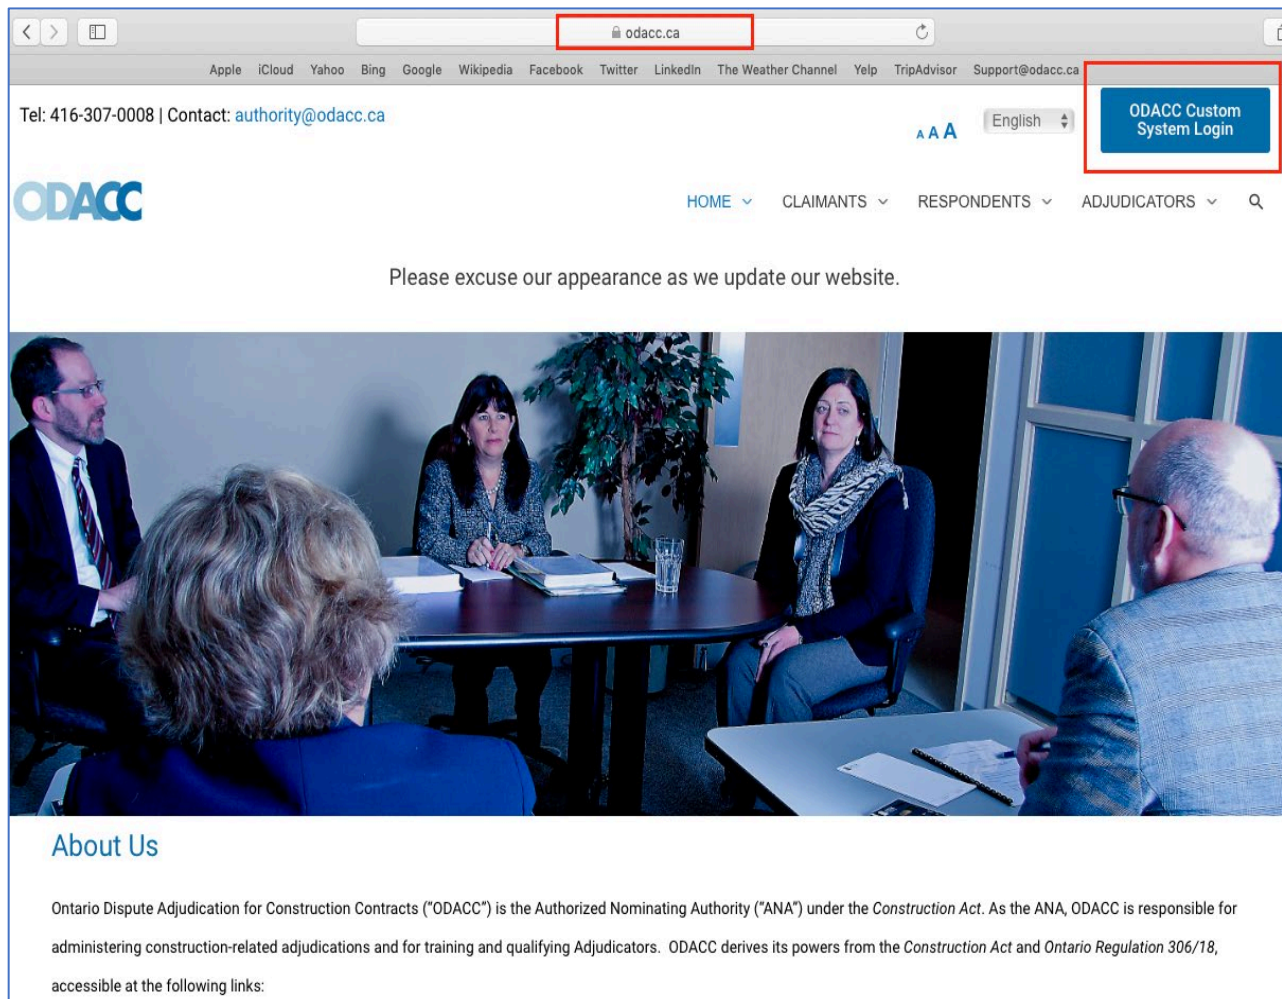 odacc.ca
Apple iCloud Yahoo Bing Google Wikipedia Facebook Twitter LinkedIn The Weather Channel Yelp TripAdvisor Support@odacc.ca
Tel: 416-307-0008 | Contact: authority@odacc.ca
A A A
English
ODACC Custom
System Login
ODACC
HOME CLAIMANTS RESPONDENTS ADJUDICATORS
Please excuse our appearance as we update our website.
About Us
Ontario Dispute Adjudication for Construction Contracts (“ODACC”) is the Authorized Nominating Authority (“ANA”) under the Construction Act. As the ANA, ODACC is responsible for
administering construction-related adjudications and for training and qualifying Adjudicators. ODACC derives its powers from the Construction Act and Ontario Regulation 306/18,
accessible at the following links: